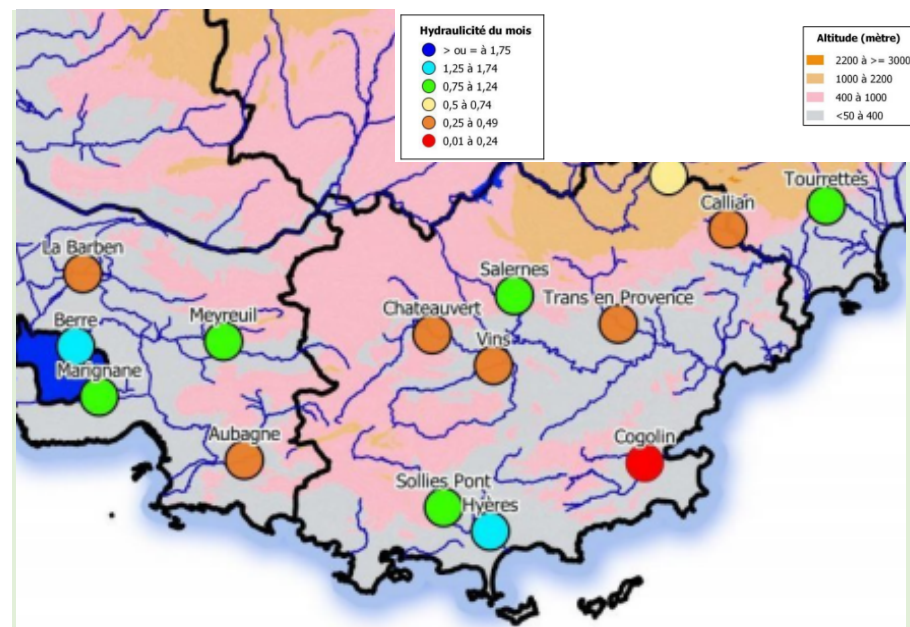 Hydraulicité du mois
> ou = à 1,75
1,25 à 1,74
0,75 à 1,24
0,5 à 0,74
0,25 à 0,49
0,01 à 0,24
Altitude (mètre)
2200 à >= 3000
1000 à 2200
400 à 1000
<50 à 400
Tourrettes
Callian
La Barben
Salernes
Trans en Provence
Chateauvert
Meyreuil
Berre
Vins
Marignane
Aubagne
Cogolin
Sollies Pont
Hyères